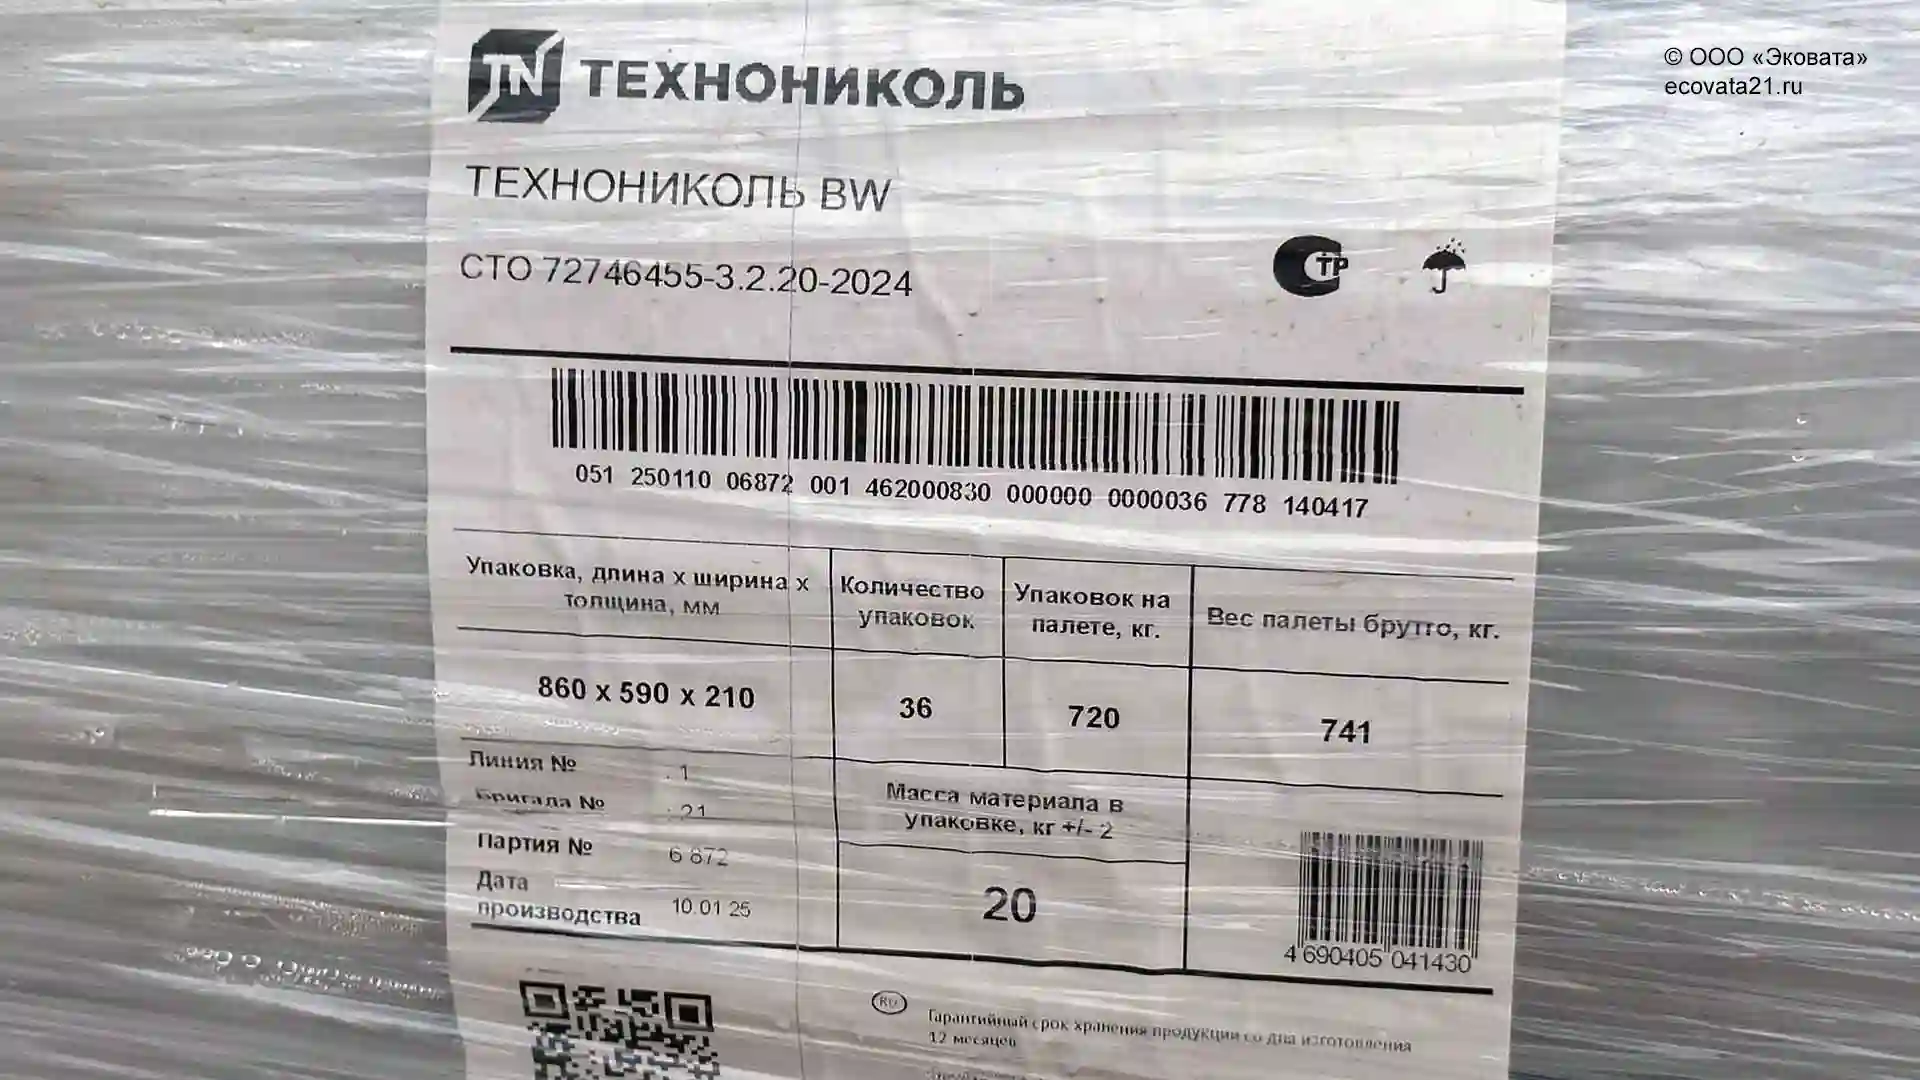 © ООО «Эковата»
ecovata21.ru
TN ТЕХНОНИКОЛЬ
ТЕХНОНИКОЛЬ BW
СТО 72746455-3.2.20-2024
СТР
051 250110 06872 001 462000830 000000 0000036 778 140417
Упаковка, длина х ширина х
толщина, мм
Количество
упаковок
Упаковок на
палете, кг.
Вес палеты брутто, кг.
860 x 590 x 210
36
720
741
Линия № : 1
Бригада № : 21
Партия № 6 872
Дата
производства 10.01 25
Масса материала в
упаковке, кг +/- 2
20
4 690405 041430
RU
Гарантийный срок хранения продукции со дня изготовления
12 месяцев